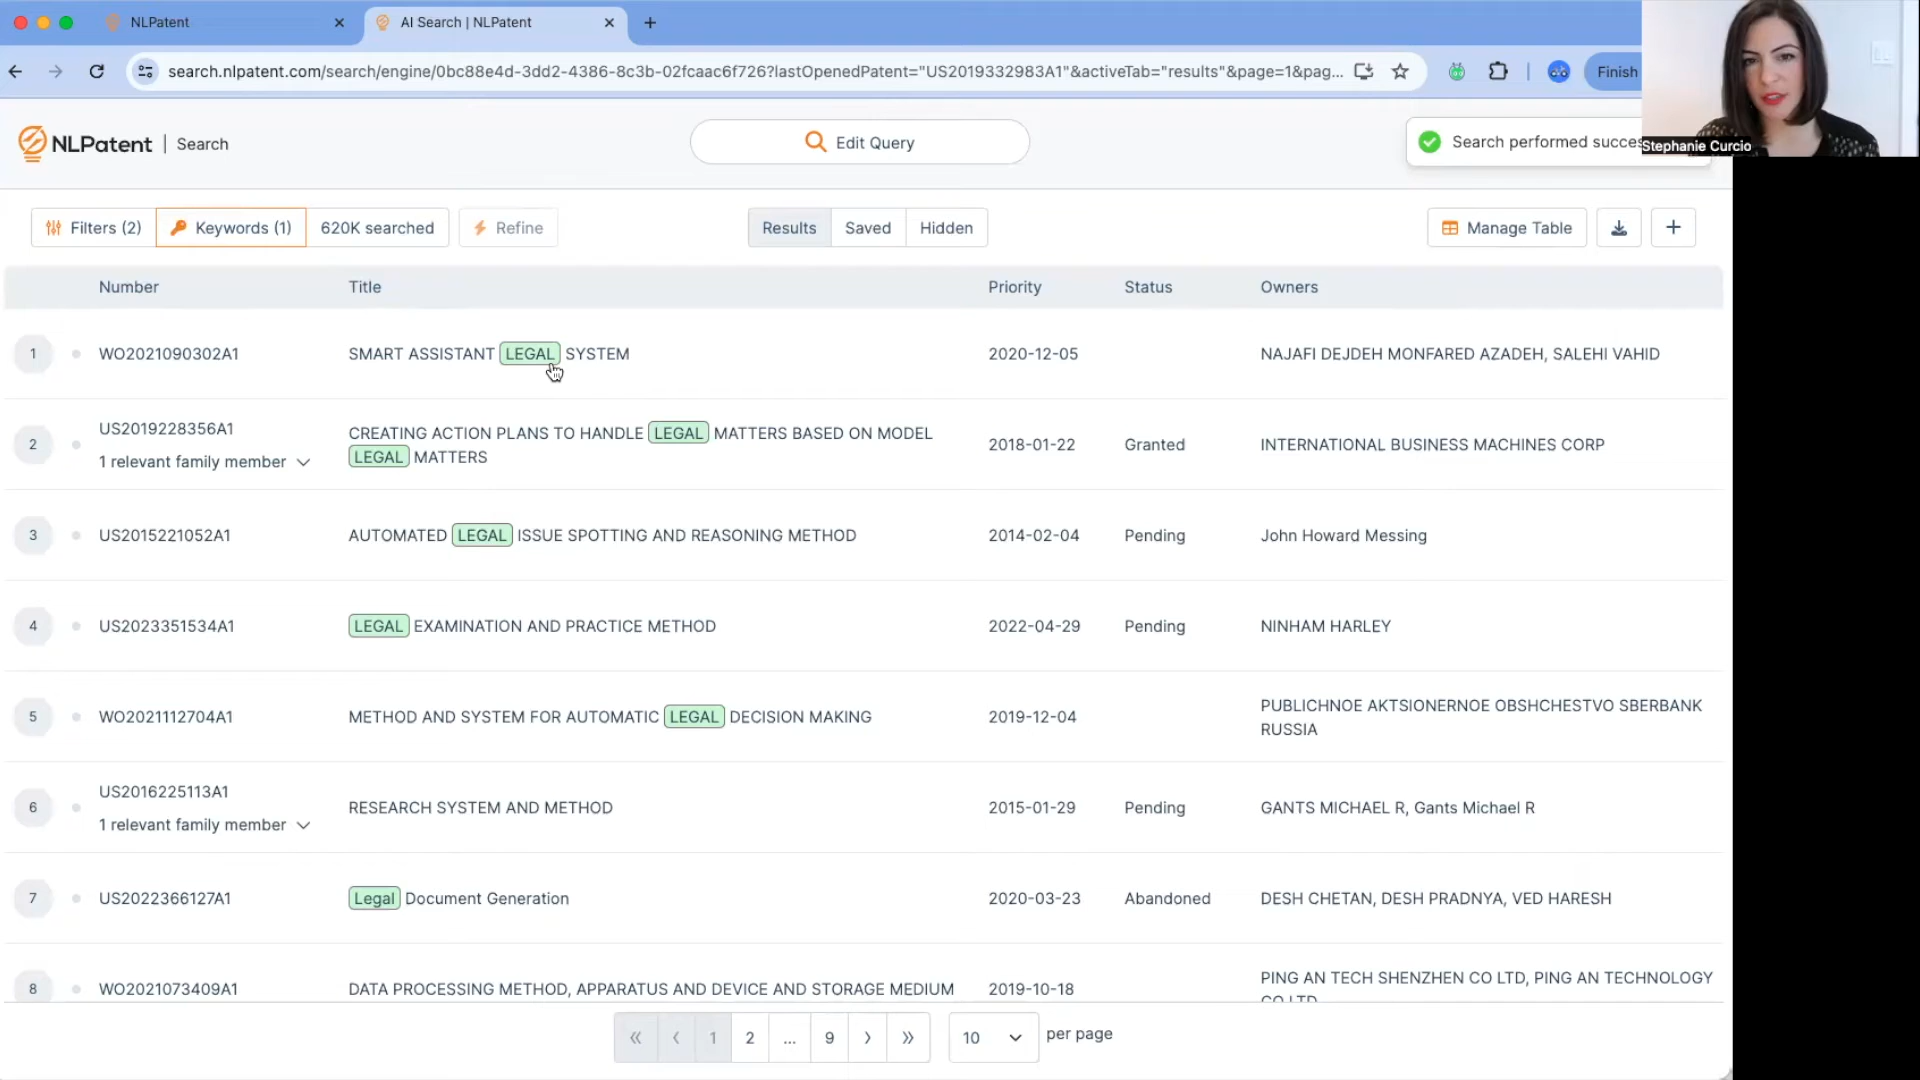 NLPatent
AI Search | NLPatent
search.nlpatent.com/search/engine/0bc88e4d-3dd2-4386-8c3b-02fcaac6f726?lastOpenedPatent="US2019332983A1"&activeTab="results"&page=1&pag...
Finish
NLPatent | Search
Edit Query
Search performed succes
Stephanie Curcio
Filters (2)
Keywords (1)
620K searched
Refine
Results
Saved
Hidden
Manage Table
Number
Title
Priority
Status
Owners
1
WO2021090302A1
SMART ASSISTANT LEGAL SYSTEM
2020-12-05
NAJAFI DEJDEH MONFARED AZADEH, SALEHI VAHID
2
US2019228356A1
1 relevant family member
CREATING ACTION PLANS TO HANDLE LEGAL MATTERS BASED ON MODEL
LEGAL MATTERS
2018-01-22
Granted
INTERNATIONAL BUSINESS MACHINES CORP
3
US2015221052A1
AUTOMATED LEGAL ISSUE SPOTTING AND REASONING METHOD
2014-02-04
Pending
John Howard Messing
4
US2023351534A1
LEGAL EXAMINATION AND PRACTICE METHOD
2022-04-29
Pending
NINHAM HARLEY
5
WO2021112704A1
METHOD AND SYSTEM FOR AUTOMATIC LEGAL DECISION MAKING
2019-12-04
PUBLICHNOE AKTSIONERNOE OBSHCHESTVO SBERBANK
RUSSIA
6
US2016225113A1
1 relevant family member
RESEARCH SYSTEM AND METHOD
2015-01-29
Pending
GANTS MICHAEL R, Gants Michael R
7
US2022366127A1
Legal Document Generation
2020-03-23
Abandoned
DESH CHETAN, DESH PRADNYA, VED HARESH
8
WO2021073409A1
DATA PROCESSING METHOD, APPARATUS AND DEVICE AND STORAGE MEDIUM
2019-10-18
PING AN TECH SHENZHEN CO LTD, PING AN TECHNOLOGY
CO LTD
« ‹ 1 2 ... 9 › »
10
per page